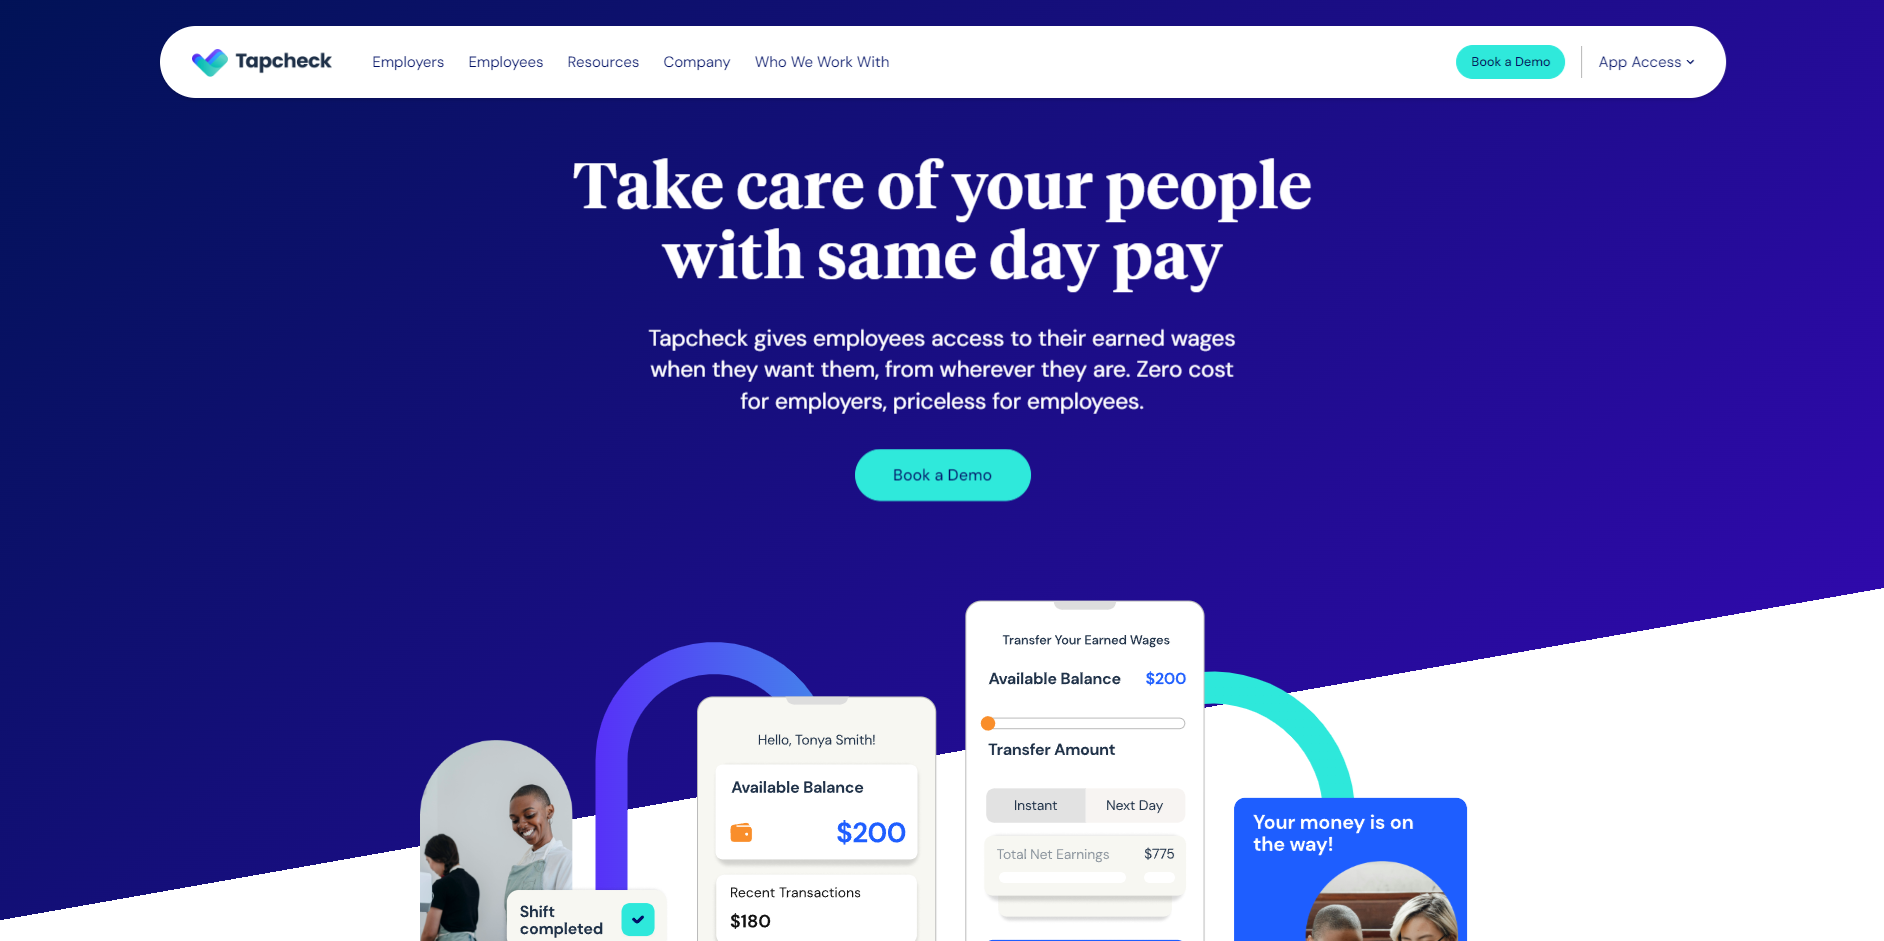 Tapcheck
Employers
Employees
Resources
Company
Who We Work With
Book a Demo
App Access
Take care of your people
with same day pay
Tapcheck gives employees access to their earned wages
when they want them, from wherever they are. Zero cost
for employers, priceless for employees.
Book a Demo
Shift
completed
Hello, Tonya Smith!
Available Balance
$200
Recent Transactions
$180
Transfer Your Earned Wages
Available Balance $200
Transfer Amount
Instant Next Day
Total Net Earnings $775
Your money is on
the way!